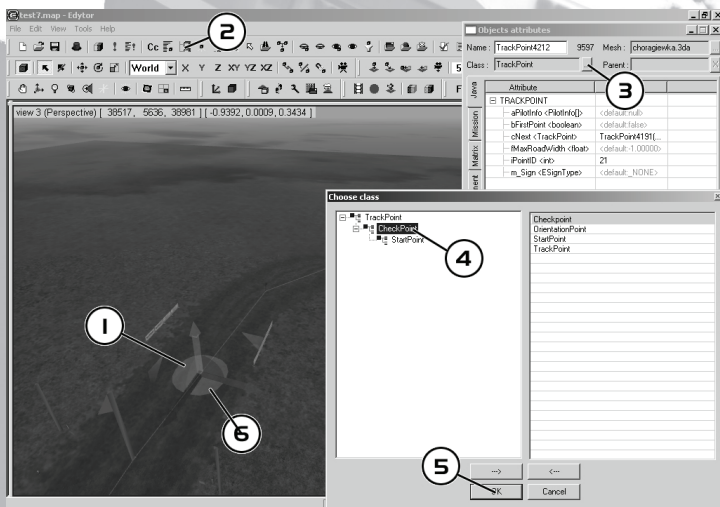 test7.map - Edytor
File Edit View Tools Help
Cc
2
World X Y Z XY YZ XZ 5
view 3 (Perspective) [ 38517, 5636, 38981 ] [ -0.9392, 0.0009, 0.3434 ]
Objects attributes
Name: TrackPoint4212 9597 Mesh: choragiewka.3da
Class: TrackPoint ... Parent:
3
Java
Mission
Matrix
Attribute
TRACKPOINT
aPilotInfo <PilotInfo[]> <default:null>
bFirstPoint <boolean> <default:false>
cNext <TrackPoint> TrackPoint4191(...
fMaxRoadWidth <float> <default:-1.00000>
iPointID <int> 21
m_Sign <ESignType> <default:_NONE>
Choose class
TrackPoint
CheckPoint
StartPoint
4
Checkpoint
OrientationPoint
StartPoint
TrackPoint
1
6
5
---> <---
OK Cancel